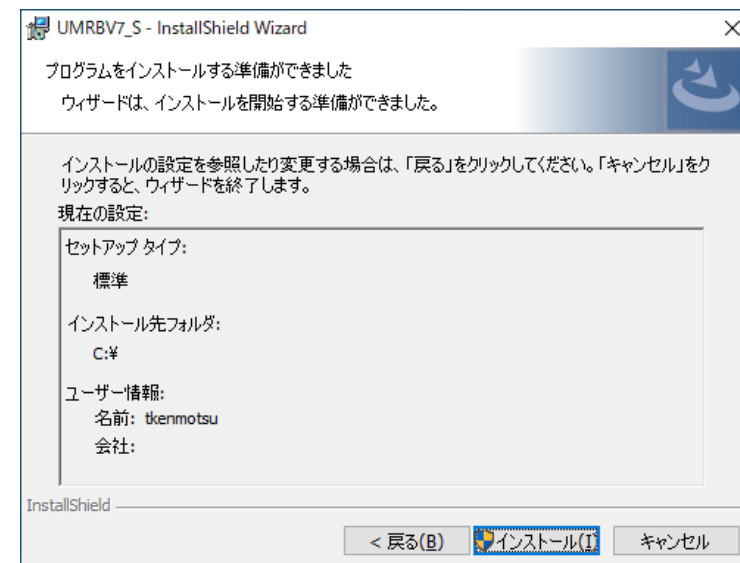 UMRBV7_S - InstallShield Wizard
プログラムをインストールする準備ができました
ウィザードは、インストールを開始する準備ができました。
インストールの設定を参照したり変更する場合は、「戻る」をクリックしてください。「キャンセル」をク
リックすると、ウィザードを終了します。
現在の設定:
セットアップ タイプ:
標準
インストール先フォルダ:
C:¥
ユーザー情報:
名前: tkenmotsu
会社:
InstallShield
< 戻る(B)
インストール(I)
キャンセル